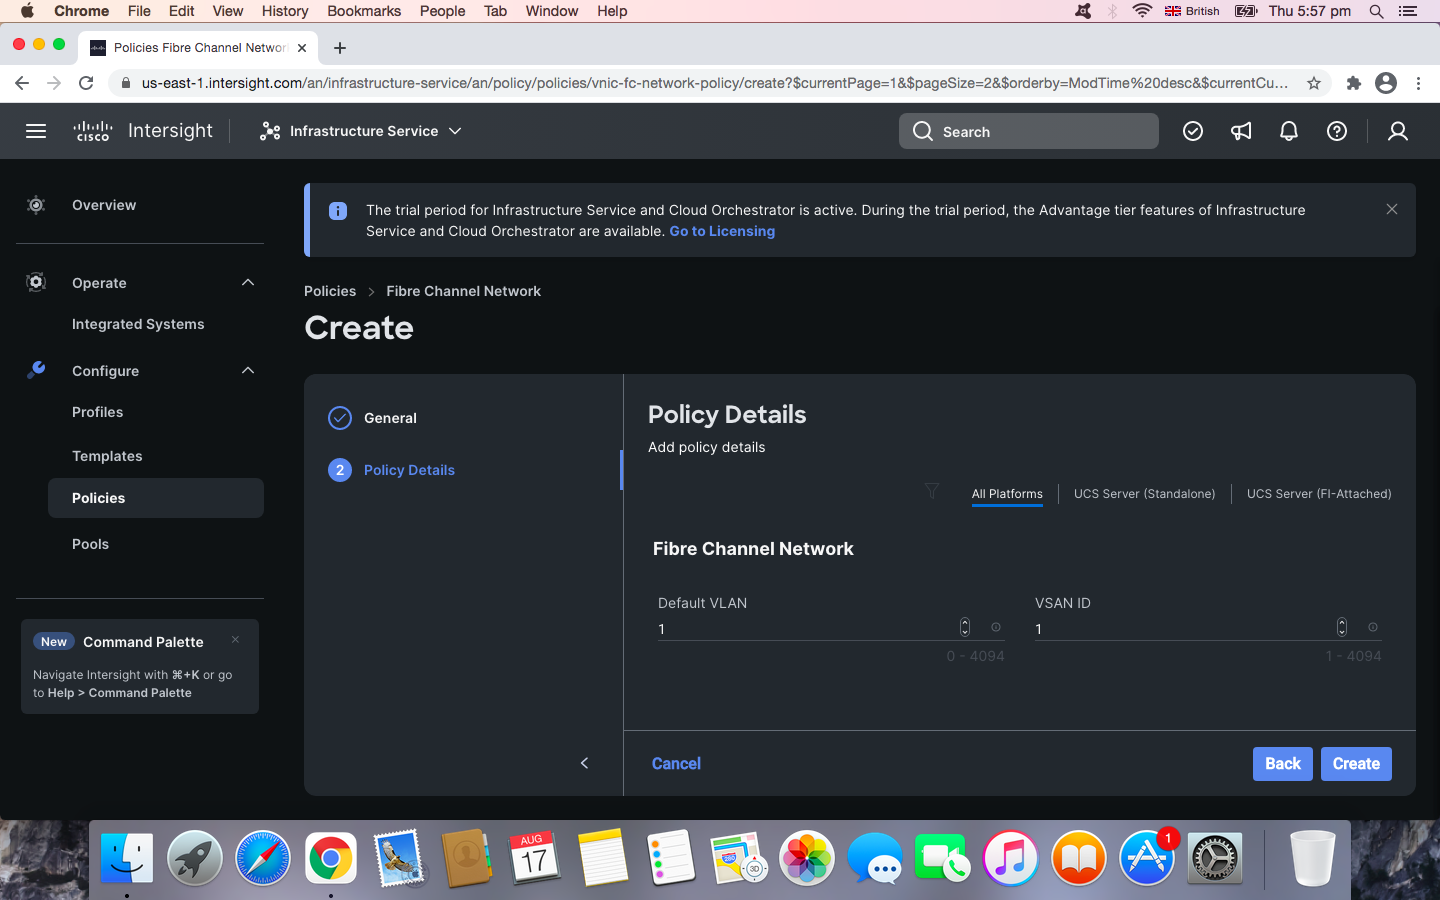 Chrome File Edit View History Bookmarks People Tab Window Help British Thu 5:57 pm
Policies Fibre Channel Networ
us-east-1.intersight.com/an/infrastructure-service/an/policy/policies/vnic-fc-network-policy/create?$currentPage=1&$pageSize=2&$orderby=ModTime%20desc&$currentCu...
CISCO Intersight Infrastructure Service Search
Overview
Operate
Integrated Systems
Configure
Profiles
Templates
Policies
Pools
New Command Palette
Navigate Intersight with ⌘+K or go
to Help > Command Palette
The trial period for Infrastructure Service and Cloud Orchestrator is active. During the trial period, the Advantage tier features of Infrastructure
Service and Cloud Orchestrator are available. Go to Licensing
Policies > Fibre Channel Network
Create
General
2 Policy Details
Policy Details
Add policy details
All Platforms UCS Server (Standalone) UCS Server (FI-Attached)
Fibre Channel Network
Default VLAN VSAN ID
1 1
0 - 4094 1 - 4094
Cancel Back Create
AUG
17
280
3D
1